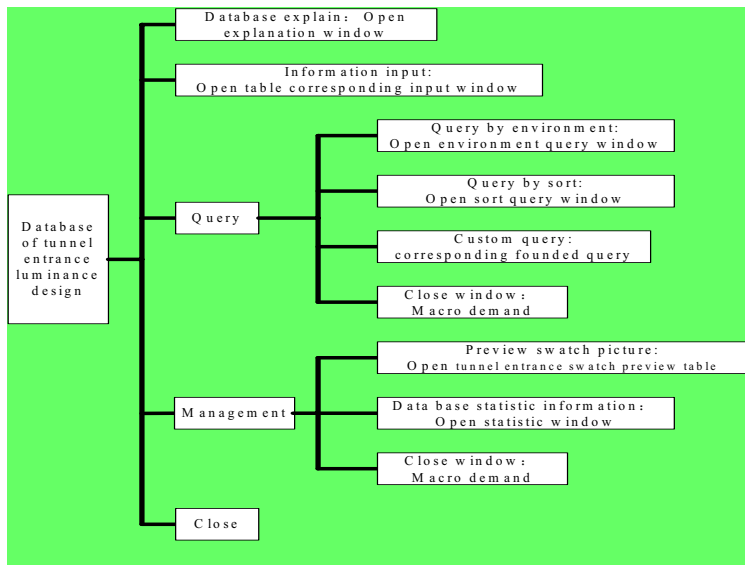 Database explain：Open
explanation window
Information input:
Open table corresponding input window
Query by environment:
Open environment query window
Query by sort:
Open sort query window
Query
Database
of tunnel
entrance
luminance
design
Custom query:
corresponding founded query
Close window：
Macro demand
Preview swatch picture:
Open tunnel entrance swatch preview table
Management
Data base statistic information：
Open statistic window
Close window：
Macro demand
Close